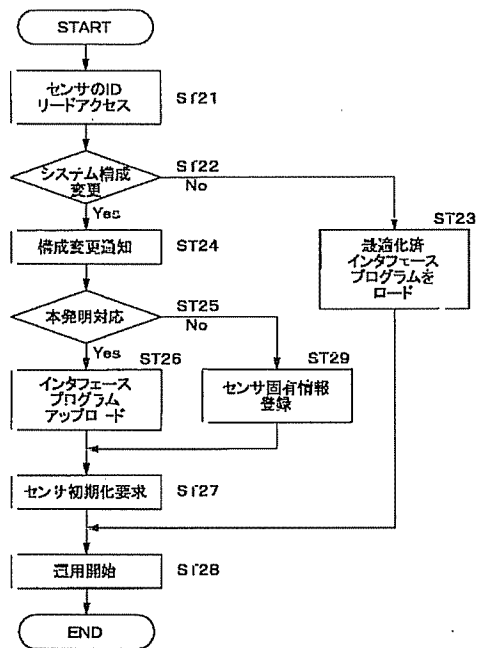 START
センサのID
リードアクセス
ST21
システム構成
変更
ST22
No
Yes
ST23
最適化済
インタフェース
プログラムを
ロード
構成変更通知
ST24
本発明対応
ST25
No
Yes
ST26
インタフェース
プログラム
アップロード
ST29
センサ固有情報
登録
センサ初期化要求
ST27
運用開始
ST28
END